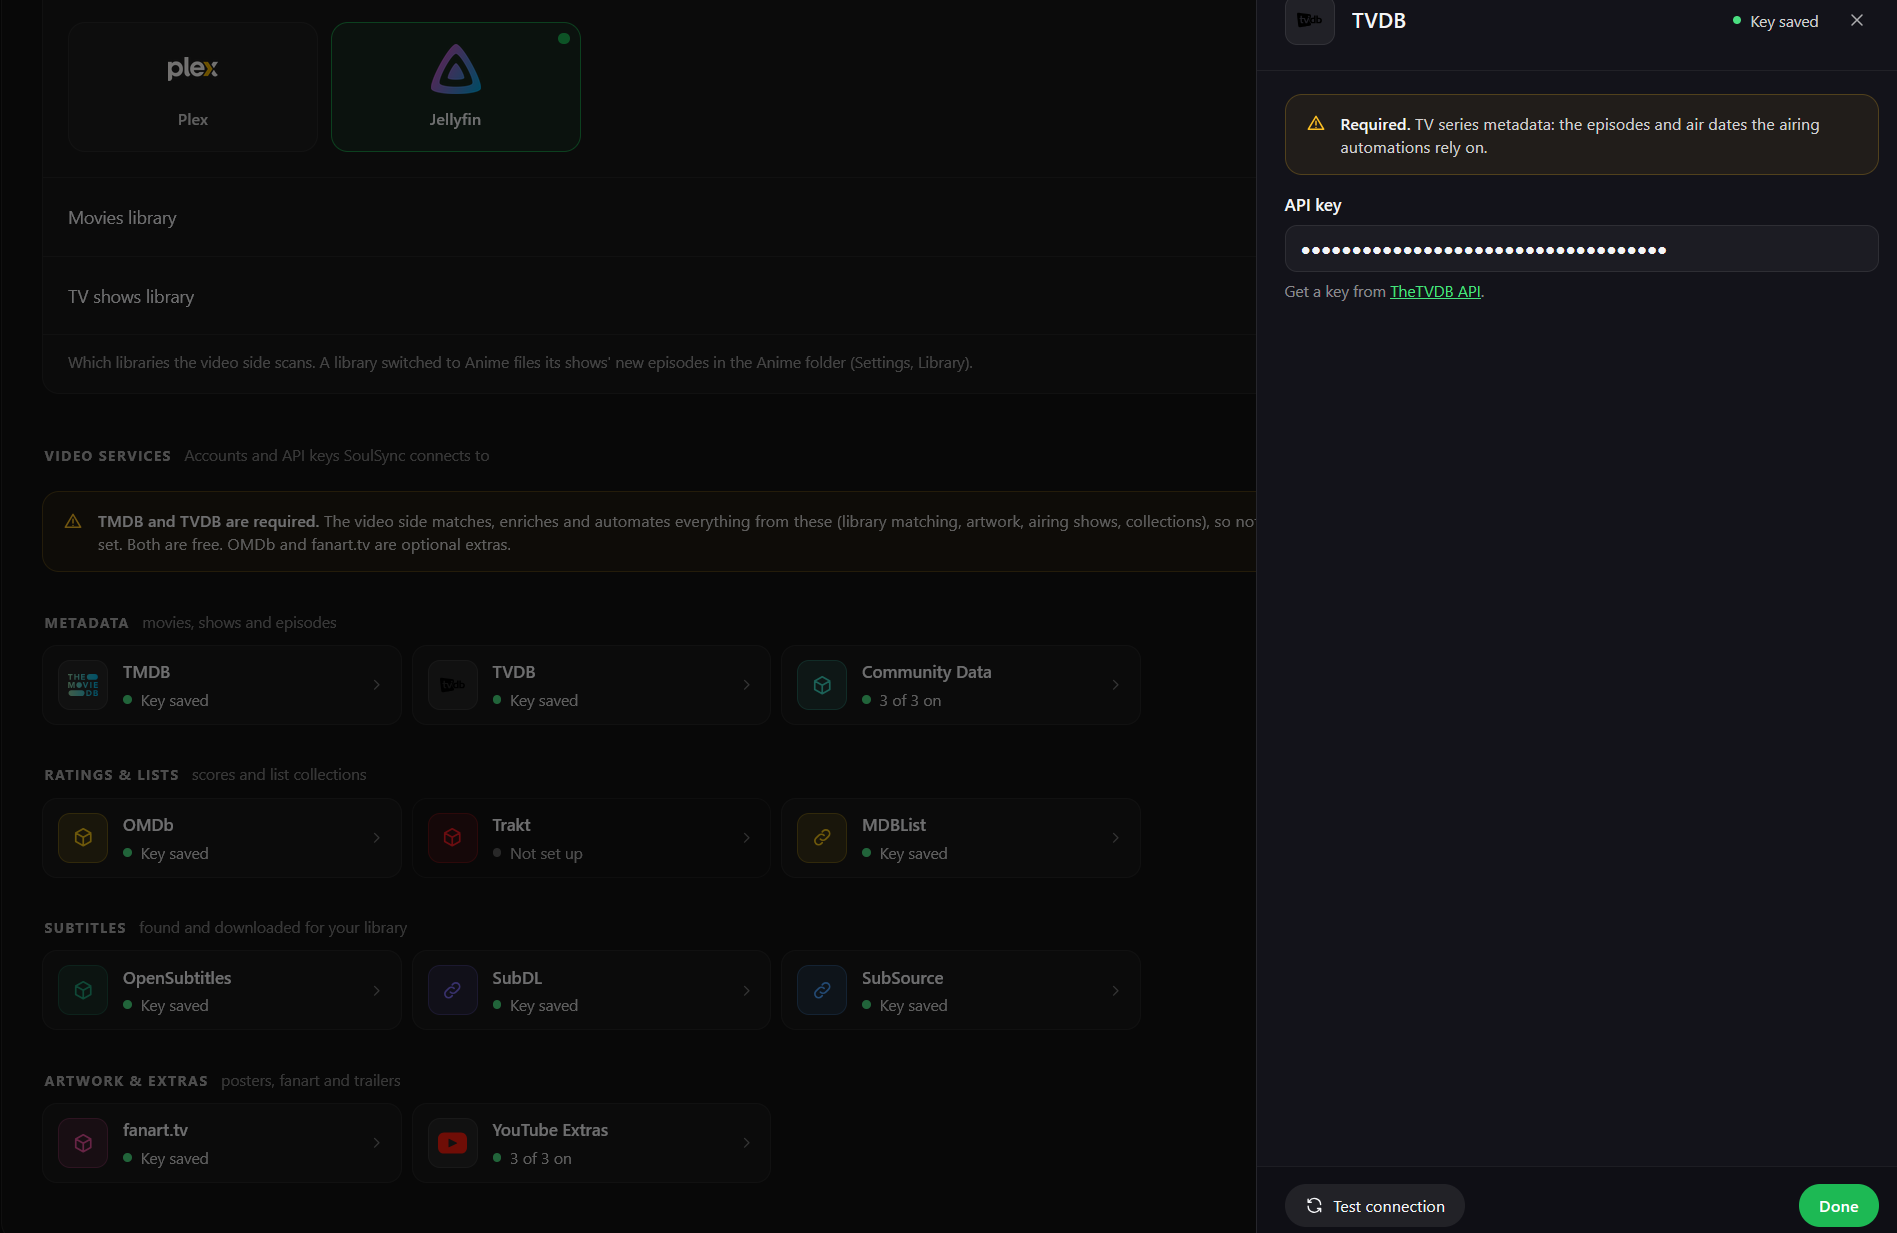 plex
Plex
Jellyfin
Movies library
TV shows library
Which libraries the video side scans. A library switched to Anime files its shows' new episodes in the Anime folder (Settings, Library).
VIDEO SERVICES Accounts and API keys SoulSync connects to
TMDB and TVDB are required. The video side matches, enriches and automates everything from these (library matching, artwork, airing shows, collections), so no
set. Both are free. OMDb and fanart.tv are optional extras.
METADATA movies, shows and episodes
THE MOVIE DB
TMDB
Key saved
tvdb
TVDB
Key saved
Community Data
3 of 3 on
RATINGS & LISTS scores and list collections
OMDb
Key saved
Trakt
Not set up
MDBList
Key saved
SUBTITLES found and downloaded for your library
OpenSubtitles
Key saved
SubDL
Key saved
SubSource
Key saved
ARTWORK & EXTRAS posters, fanart and trailers
fanart.tv
Key saved
YouTube Extras
3 of 3 on
tvdb
TVDB
Key saved
Required. TV series metadata: the episodes and air dates the airing
automations rely on.
API key
Get a key from TheTVDB API.
Test connection
Done